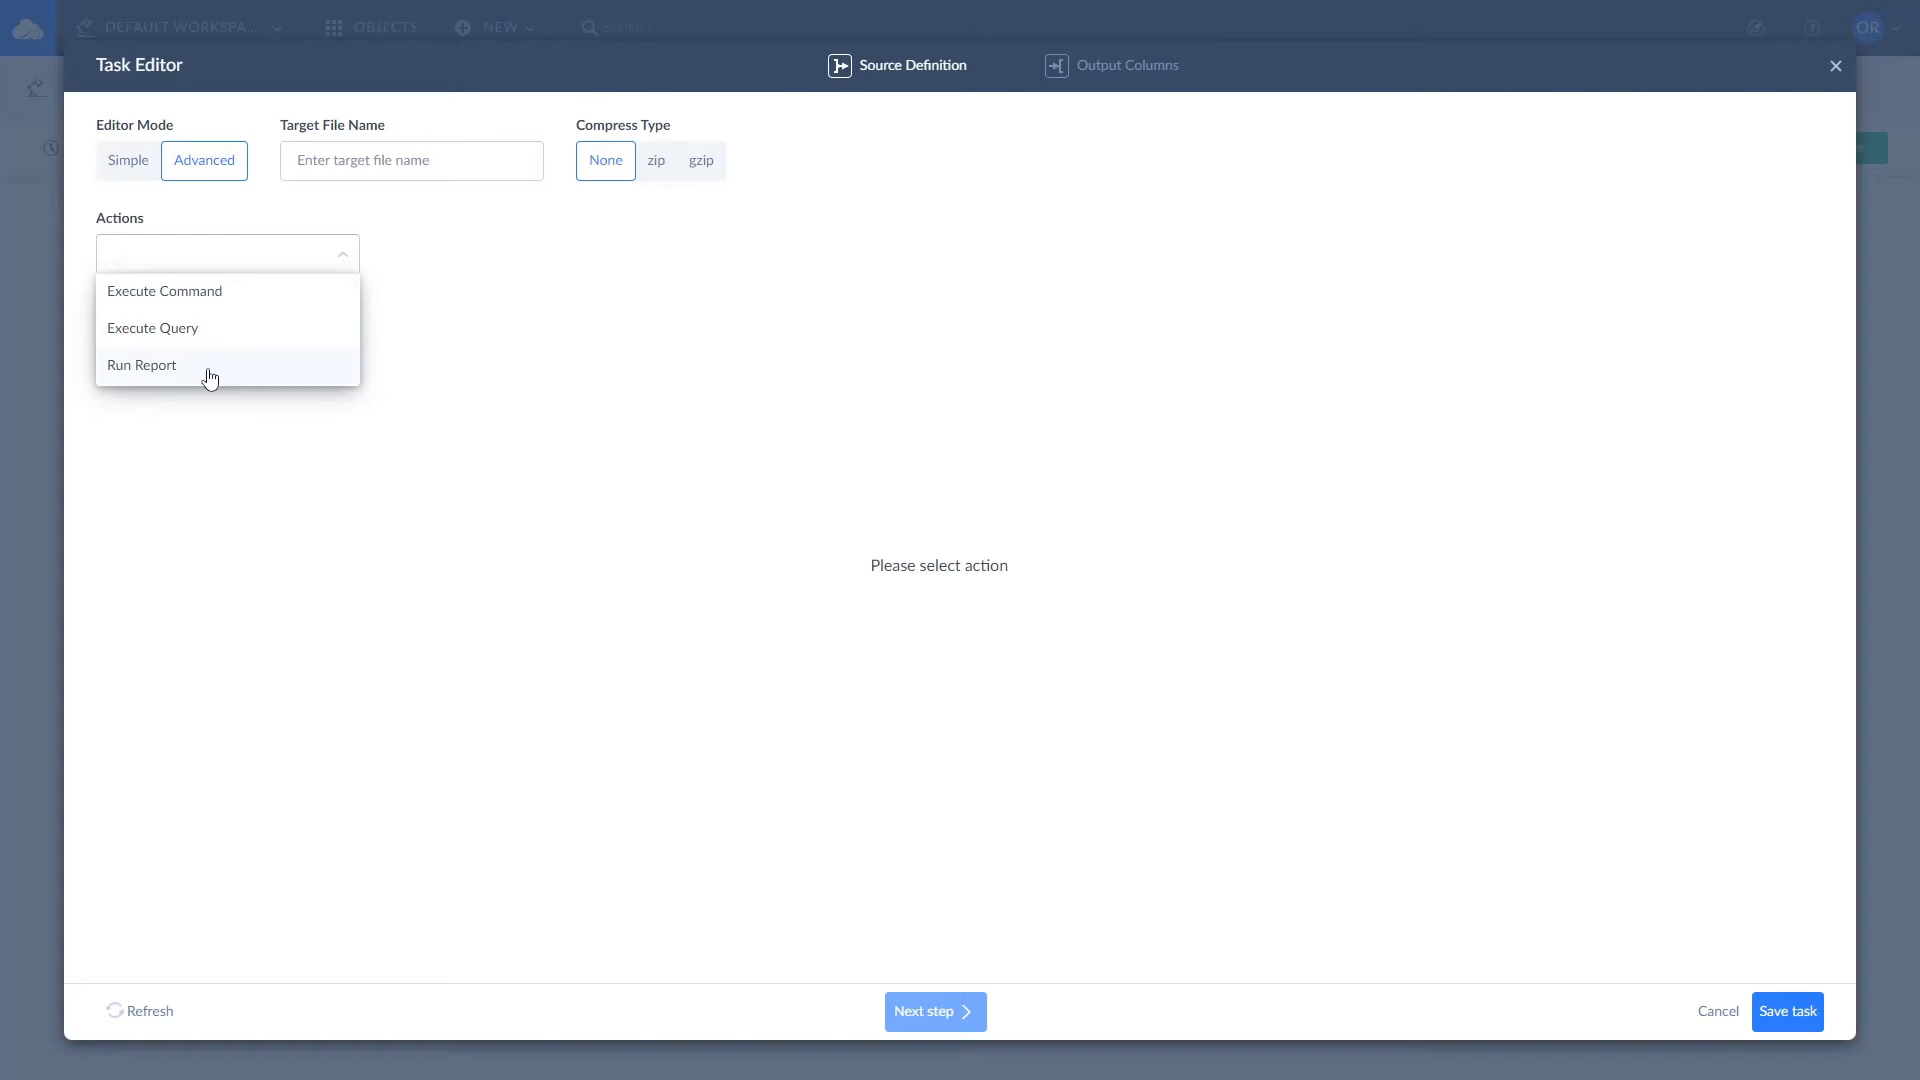 DEFAULT WORKSPA...
OBJECTS
NEW
Search...
OR
Task Editor
Source Definition
Output Columns
Editor Mode
Target File Name
Compress Type
Simple
Advanced
Enter target file name
None
zip
gzip
Actions
Execute Command
Execute Query
Run Report
Please select action
Refresh
Next step
Cancel
Save task